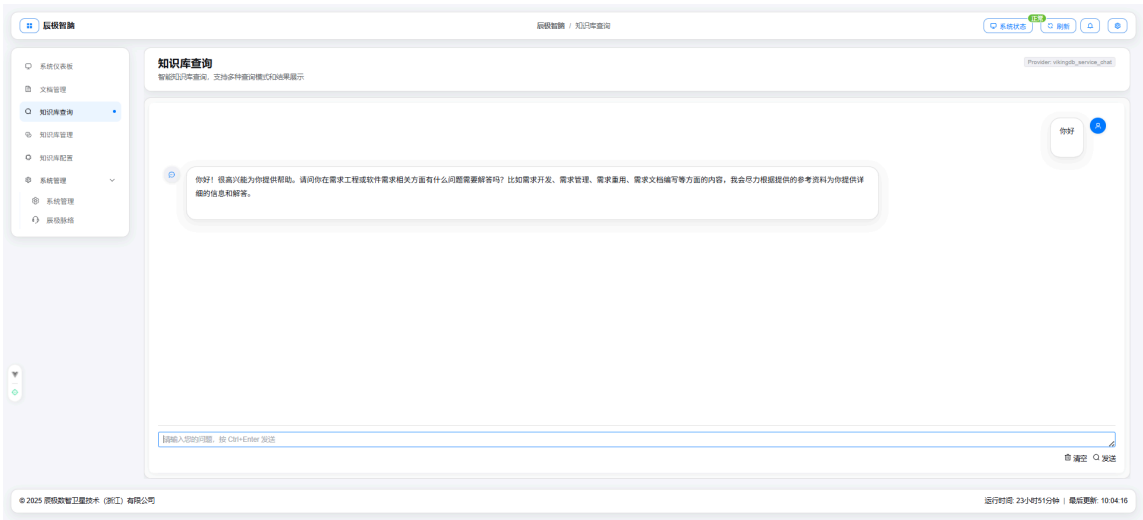 辰极智脑
辰极智脑 / 知识库查询
系统状态
正常
刷新
系统仪表板
文档管理
知识库查询
知识库管理
知识库配置
系统管理
系统管理
辰极脉络
知识库查询
智能知识库查询，支持多种查询模式和结果展示
Provider: vikingdb_service_chat
你好
你好！很高兴能为你提供帮助。请问你在需求工程或软件需求相关方面有什么问题需要解答吗？比如需求开发、需求管理、需求重用、需求文档编写等方面的内容，我会尽力根据提供的参考资料为你提供详
细的信息和解答。
请输入您的问题，按 Ctrl+Enter 发送
清空
发送
© 2025 辰极数智卫星技术（浙江）有限公司
运行时间: 23小时51分钟 | 最后更新: 10:04:16